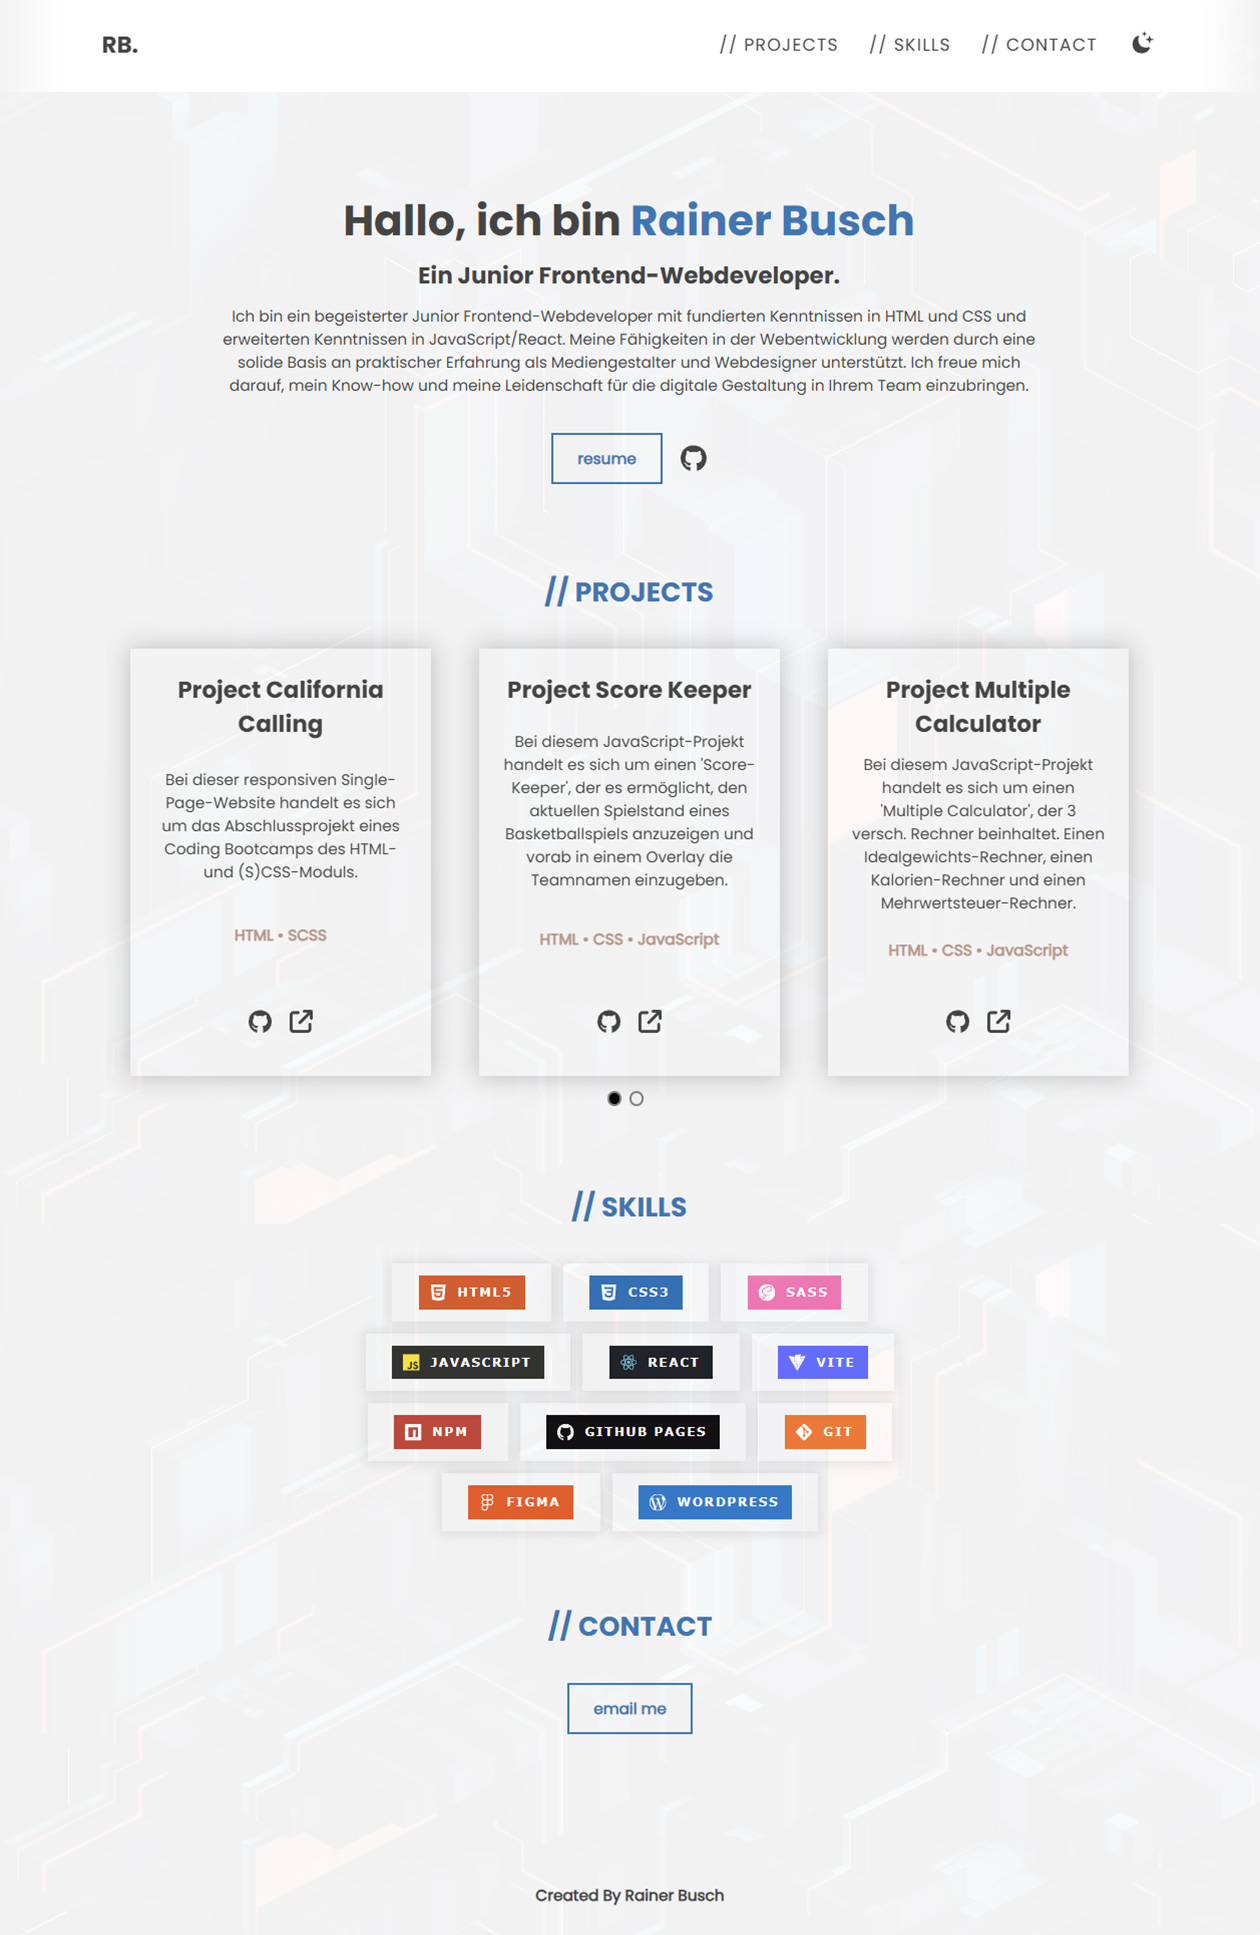 RB.
// PROJECTS
// SKILLS
// CONTACT
Hallo, ich bin Rainer Busch
Ein Junior Frontend-Webdeveloper.
Ich bin ein begeisterter Junior Frontend-Webdeveloper mit fundierten Kenntnissen in HTML und CSS und
erweiterten Kenntnissen in JavaScript/React. Meine Fähigkeiten in der Webentwicklung werden durch eine
solide Basis an praktischer Erfahrung als Mediengestalter und Webdesigner unterstützt. Ich freue mich
darauf, mein Know-how und meine Leidenschaft für die digitale Gestaltung in Ihrem Team einzubringen.
resume
// PROJECTS
Project California
Calling
Bei dieser responsiven Single-
Page-Website handelt es sich
um das Abschlussprojekt eines
Coding Bootcamps des HTML-
und (S)CSS-Moduls.
HTML • SCSS
Project Score Keeper
Bei diesem JavaScript-Projekt
handelt es sich um einen 'Score-
Keeper', der es ermöglicht, den
aktuellen Spielstand eines
Basketballspiels anzuzeigen und
vorab in einem Overlay die
Teamnamen einzugeben.
HTML • CSS • JavaScript
Project Multiple
Calculator
Bei diesem JavaScript-Projekt
handelt es sich um einen
'Multiple Calculator', der 3
versch. Rechner beinhaltet. Einen
Idealgewichts-Rechner, einen
Kalorien-Rechner und einen
Mehrwertsteuer-Rechner.
HTML • CSS • JavaScript
// SKILLS
HTML5
CSS3
SASS
JS JAVASCRIPT
REACT
VITE
NPM
GITHUB PAGES
GIT
FIGMA
WORDPRESS
// CONTACT
email me
Created By Rainer Busch